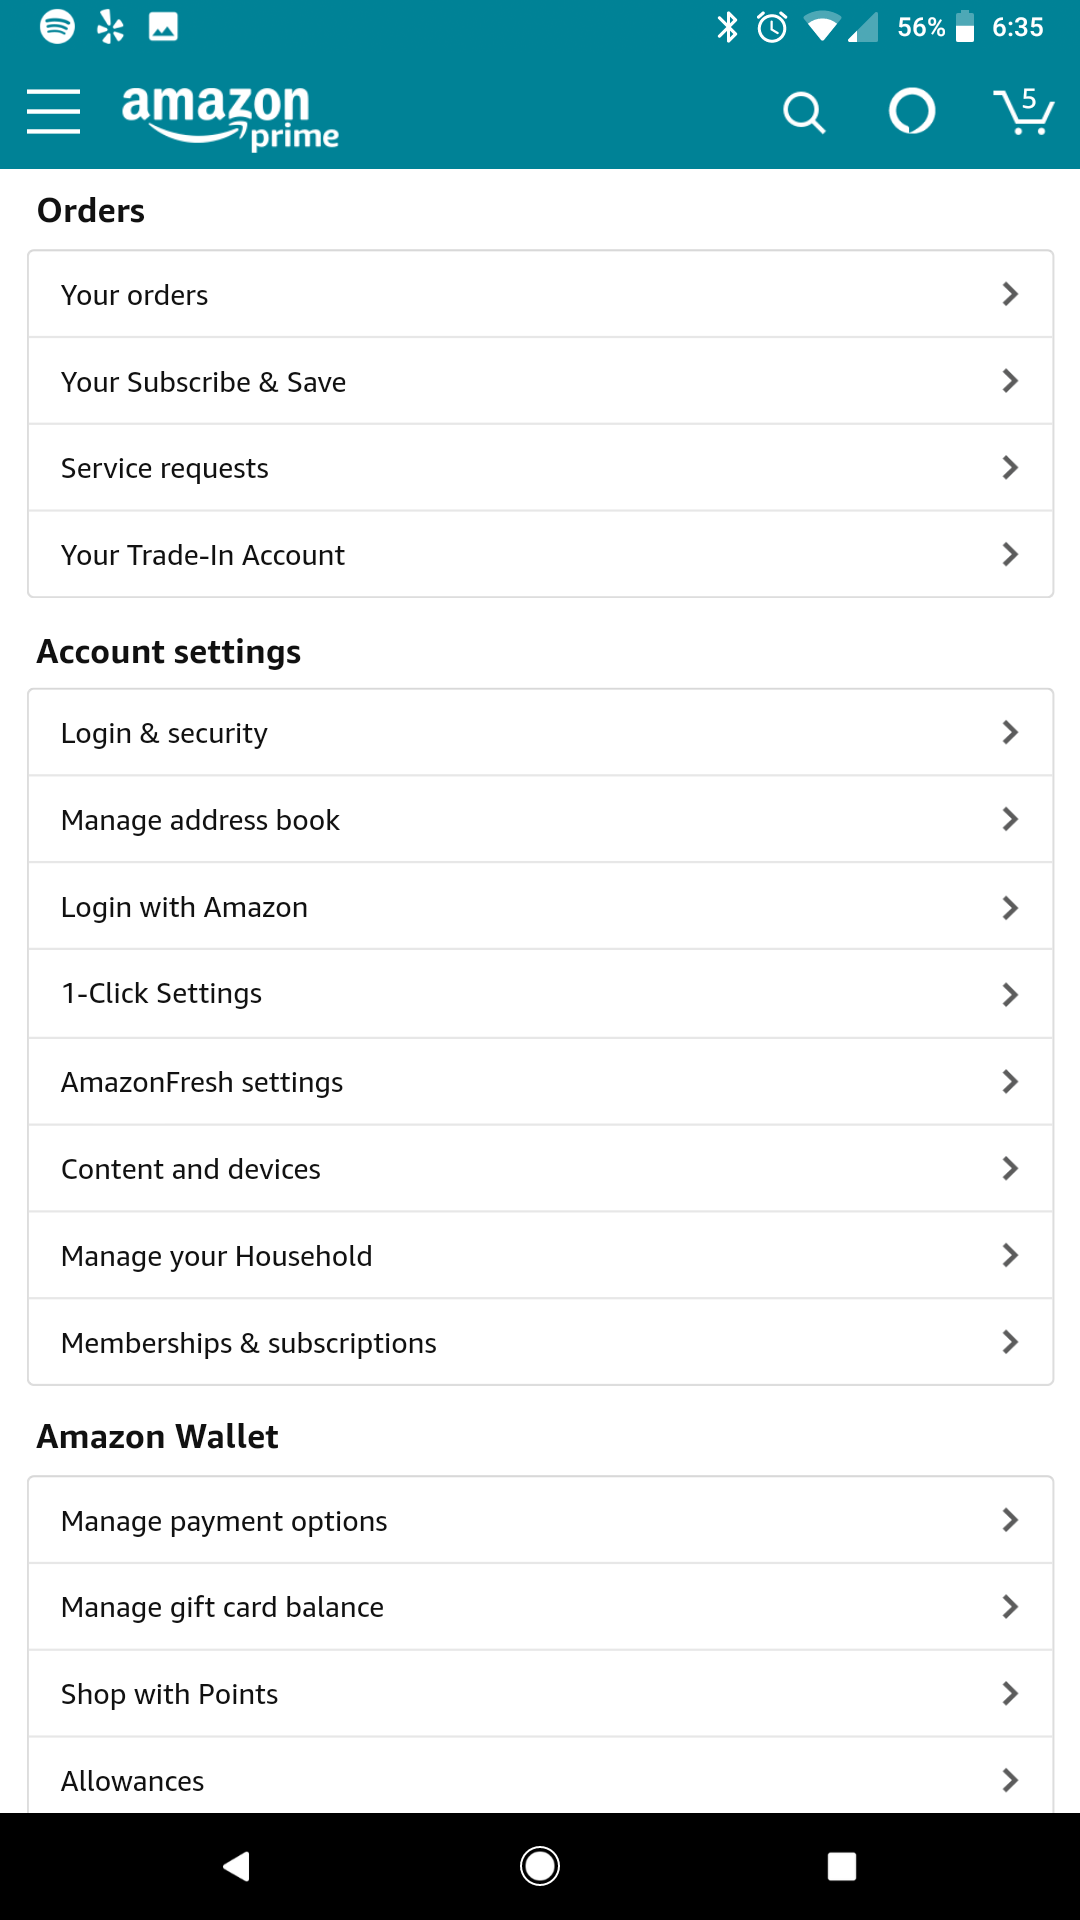 56% 6:35
amazon prime
5
Orders
Your orders
Your Subscribe & Save
Service requests
Your Trade-In Account
Account settings
Login & security
Manage address book
Login with Amazon
1-Click Settings
AmazonFresh settings
Content and devices
Manage your Household
Memberships & subscriptions
Amazon Wallet
Manage payment options
Manage gift card balance
Shop with Points
Allowances